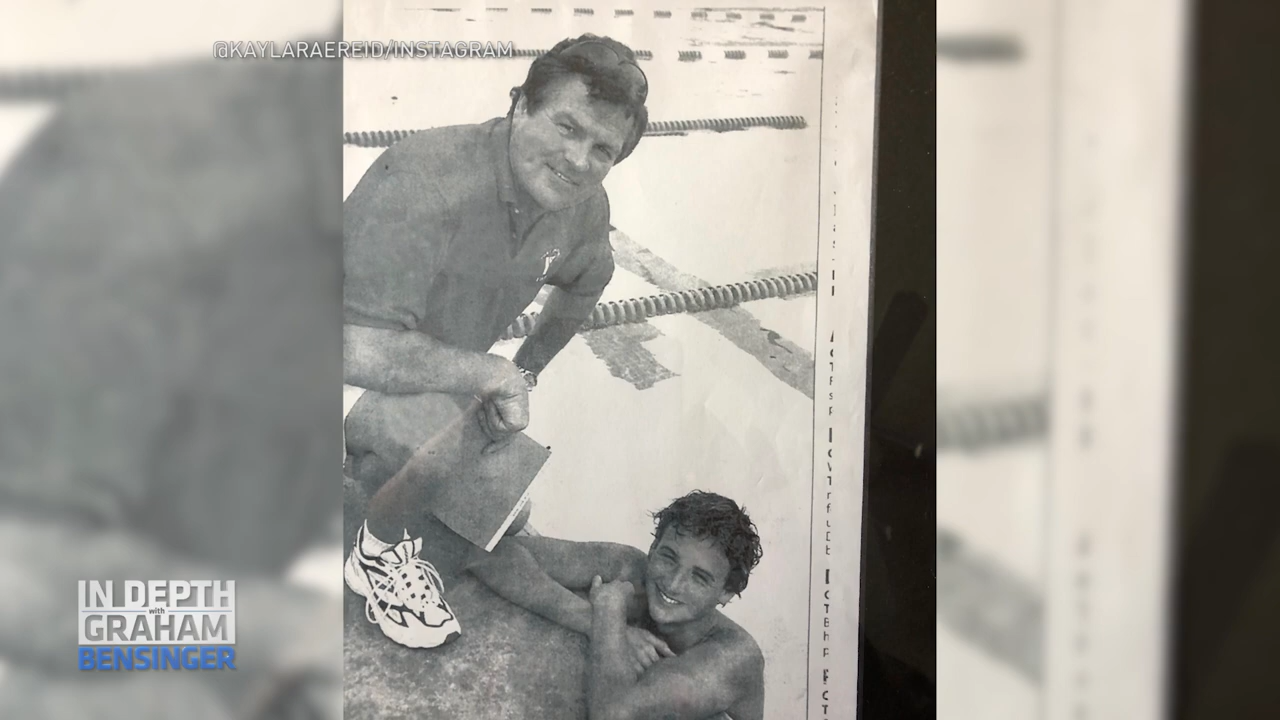 @KAYLARAEREID/INSTAGRAM
IN DEPTH
with
GRAHAM
BENSINGER